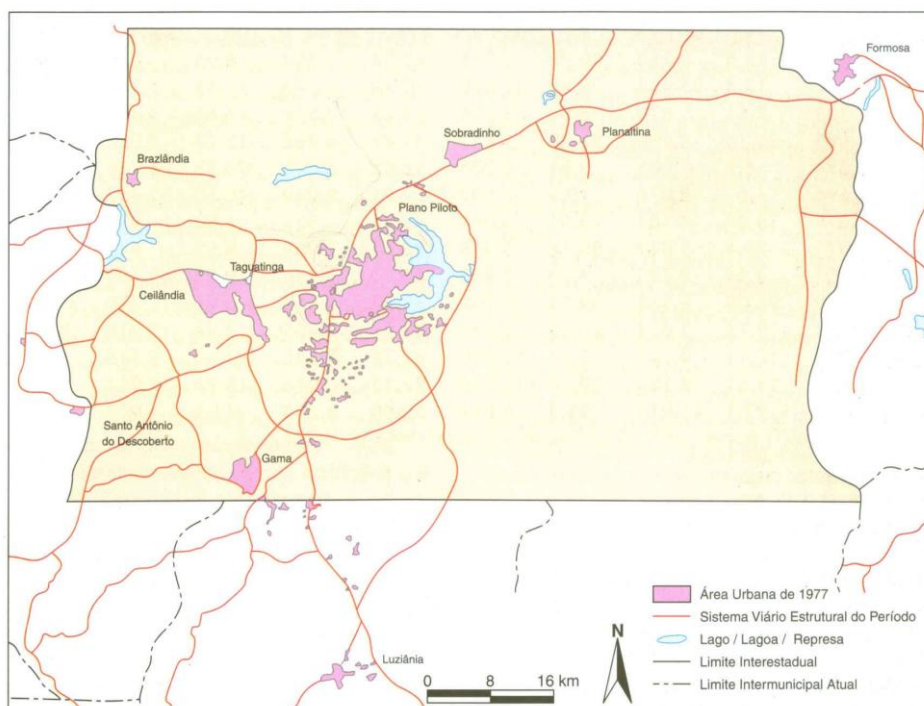 Formosa
Sobradinho
Planaltina
Brazlândia
Plano Piloto
Taguatinga
Ceilândia
Santo Antônio
do Descoberto
Gama
Luziânia
N
0 8 16 km
Área Urbana de 1977
Sistema Viário Estrutural do Período
Lago / Lagoa / Represa
Limite Interestadual
Limite Intermunicipal Atual